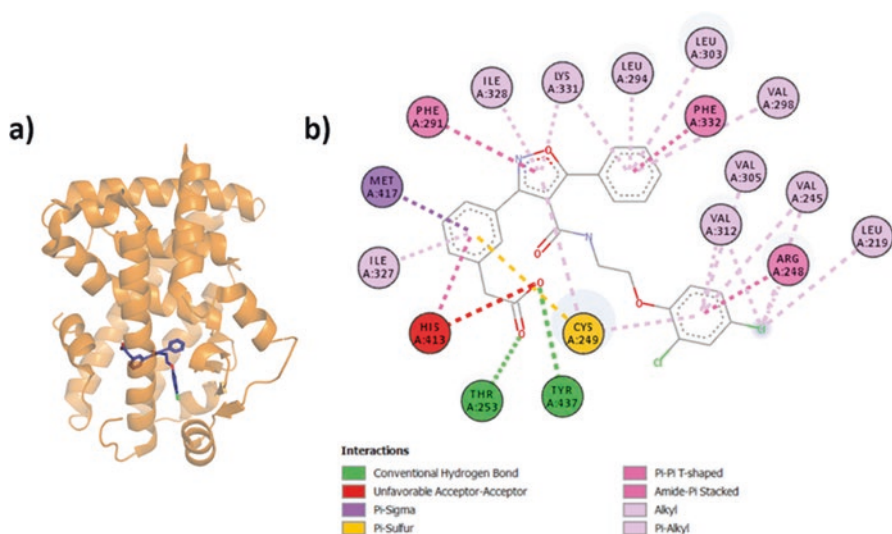 a)
b)
ILE
A:328
LYS
A:331
LEU
A:294
LEU
A:303
VAL
A:298
PHE
A:291
PHE
A:332
MET
A:417
VAL
A:305
VAL
A:245
VAL
A:312
LEU
A:219
ARG
A:248
ILE
A:327
HIS
A:413
CYS
A:249
THR
A:253
TYR
A:437
N
O
O
N
H
O
O
O
Cl
Cl
Interactions
Conventional Hydrogen Bond
Unfavorable Acceptor-Acceptor
Pi-Sigma
Pi-Sulfur
Pi-Pi T-shaped
Amide-Pi Stacked
Alkyl
Pi-Alkyl